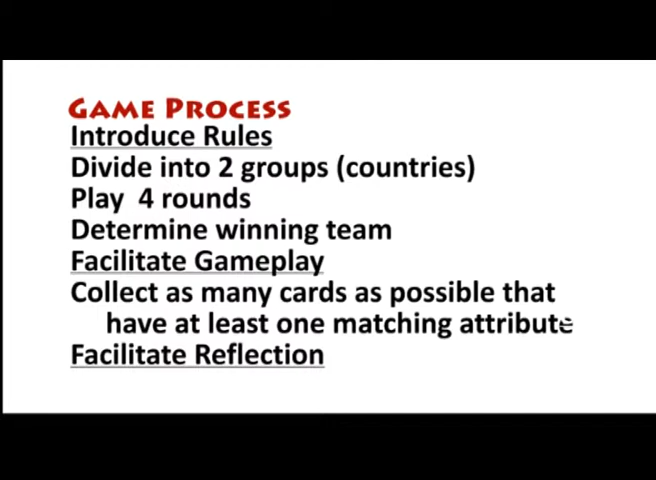 GAME PROCESS
Introduce Rules
Divide into 2 groups (countries)
Play 4 rounds
Determine winning team
Facilitate Gameplay
Collect as many cards as possible that
have at least one matching attribute
Facilitate Reflection